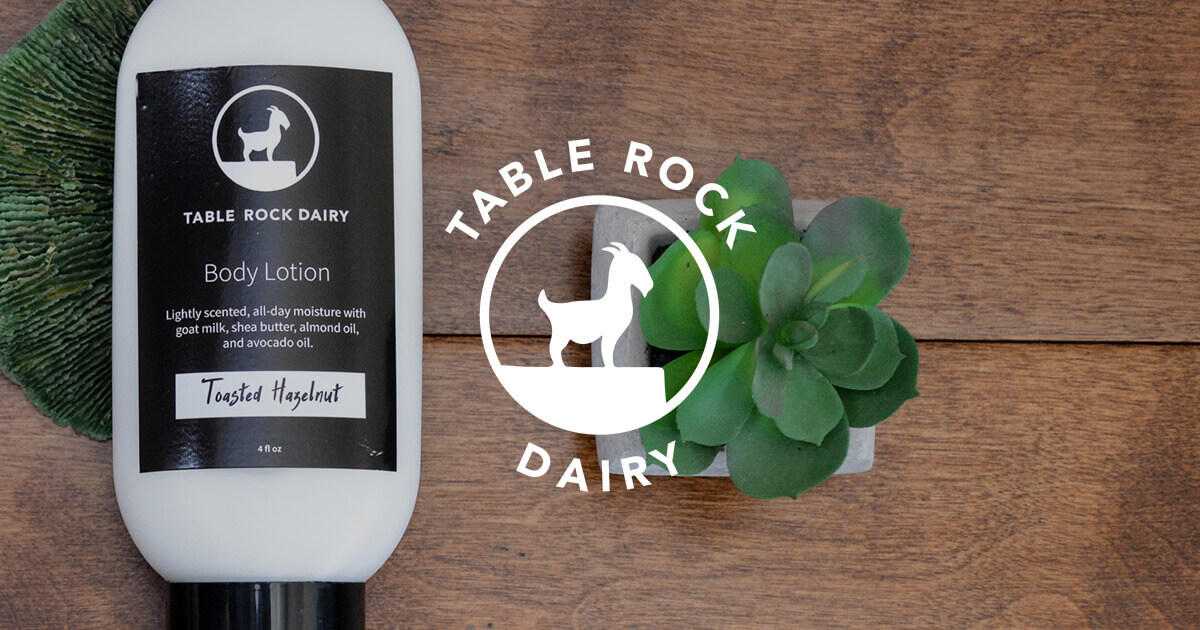 TABLE ROCK DAIRY
Body Lotion
Lightly scented, all-day moisture with
goat milk, shea butter, almond oil,
and avocado oil.
Toasted Hazelnut
4 fl oz
TABLE ROCK
DAIRY